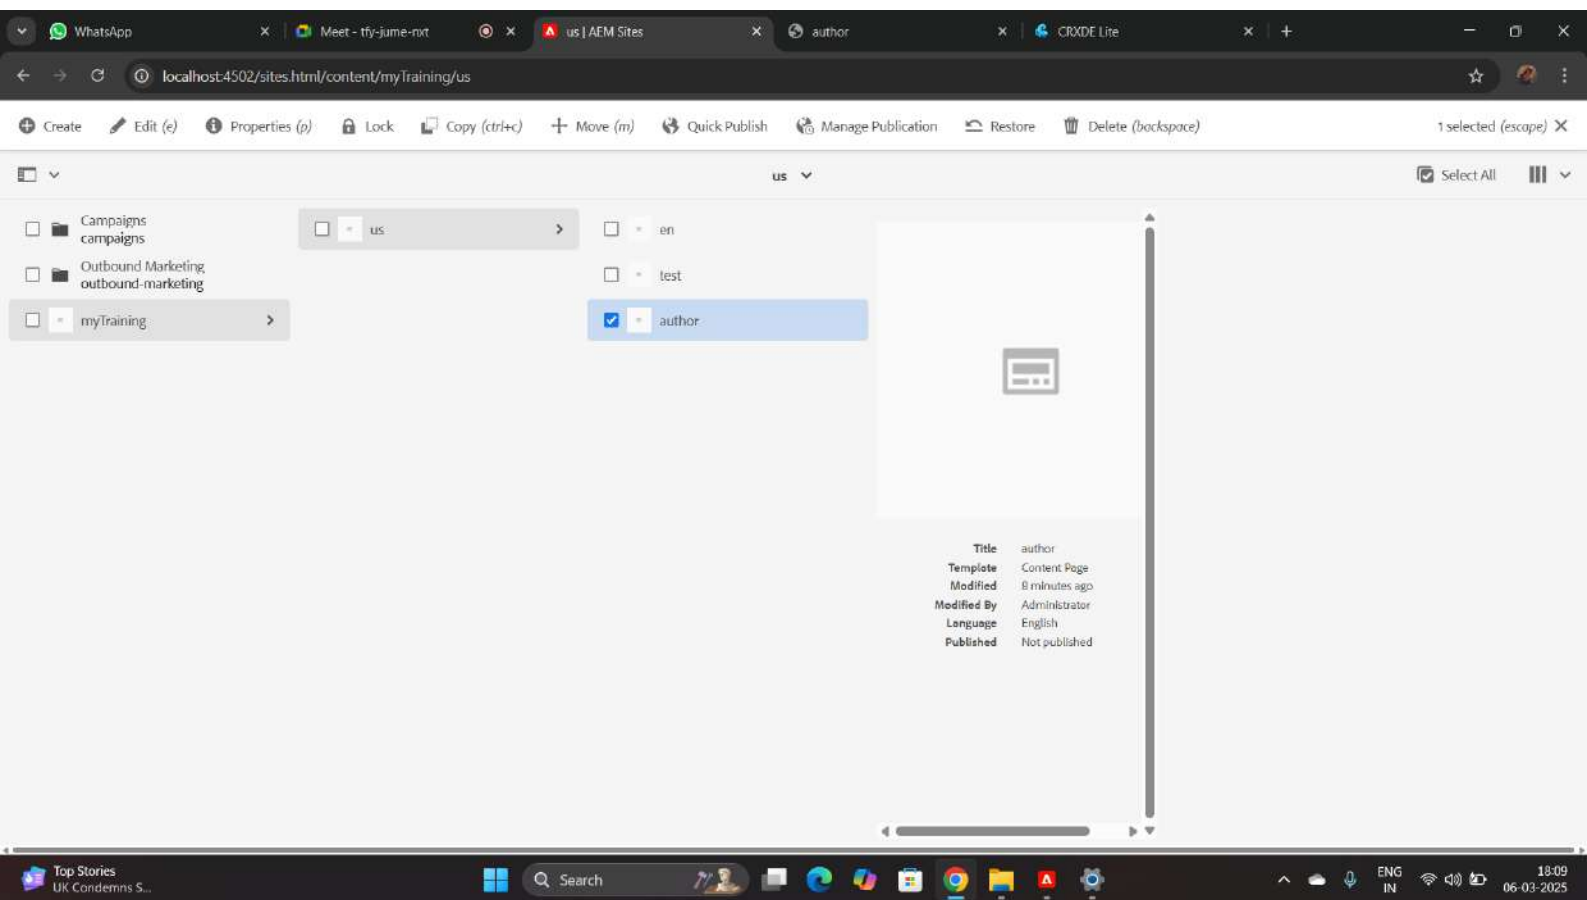 WhatsApp
Meet - tfy-jume-nxt
us | AEM Sites
author
CRXDE Lite
localhost:4502/sites.html/content/myTraining/us
Create
Edit (e)
Properties (p)
Lock
Copy (ctrl+c)
Move (m)
Quick Publish
Manage Publication
Restore
Delete (backspace)
1 selected (escape)
us
Select All
Campaigns
campaigns
us
en
Outbound Marketing
outbound-marketing
test
myTraining
author
Title author
Template Content Page
Modified 8 minutes ago
Modified By Administrator
Language English
Published Not published
Top Stories
UK Condemns S...
Search
ENG
IN
18:09
06-03-2025